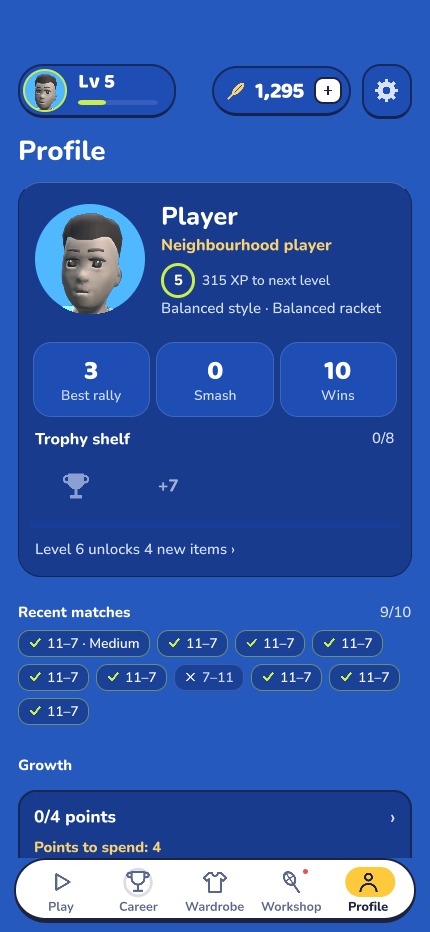 Lv 5
1,295
+
Profile
Player
Neighbourhood player
5 315 XP to next level
Balanced style · Balanced racket
3 0 10
Best rally Smash Wins
Trophy shelf 0/8
+7
Level 6 unlocks 4 new items ›
Recent matches 9/10
11–7 · Medium 11–7 11–7 11–7
11–7 11–7 7–11 11–7 11–7
11–7
Growth
0/4 points ›
Points to spend: 4
Play Career Wardrobe Workshop Profile